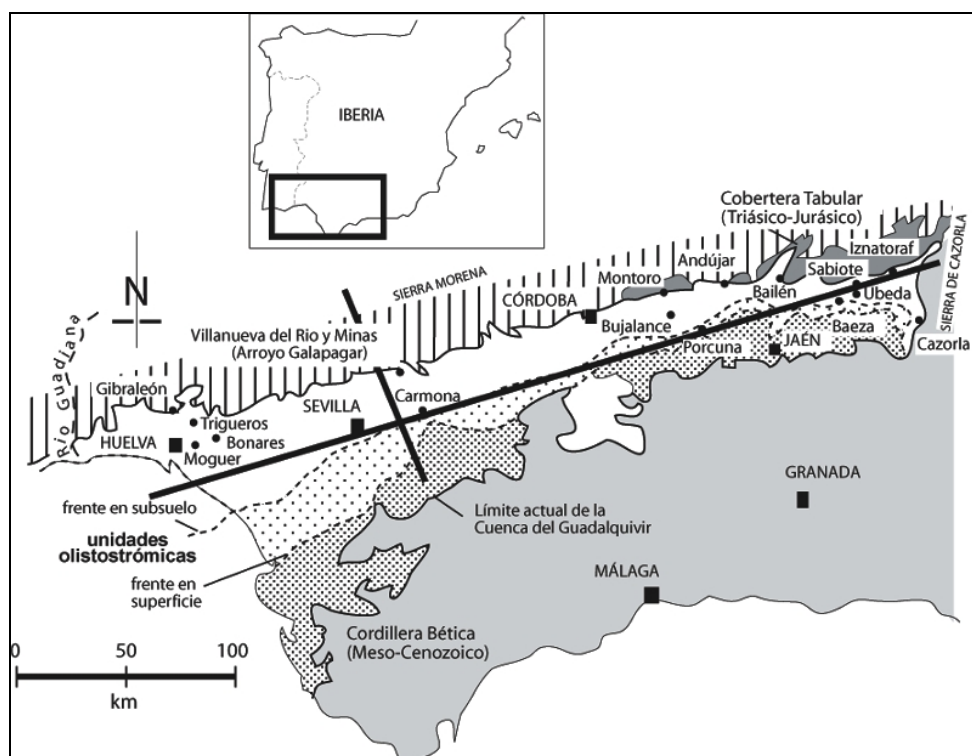 IBERIA
Cobertera Tabular
(Triásico-Jurásico)
Iznatoraf
Andújar
Sabiote
Montoro
SIERRA MORENA
SIERRA DE CAZORLA
CÓRDOBA
Bailén
Úbeda
N
Villanueva del Río y Minas
(Arroyo Galapagar)
Bujalance
Baeza
Porcuna
JAÉN
Cazorla
Río Guadiana
Gibraleón
Carmona
SEVILLA
Trigueros
HUELVA
Bonares
Moguer
GRANADA
frente en subsuelo
Límite actual de la
Cuenca del Guadalquivir
unidades
olistostrómicas
frente en
superficie
MÁLAGA
Cordillera Bética
(Meso-Cenozoico)
0 50 100
km